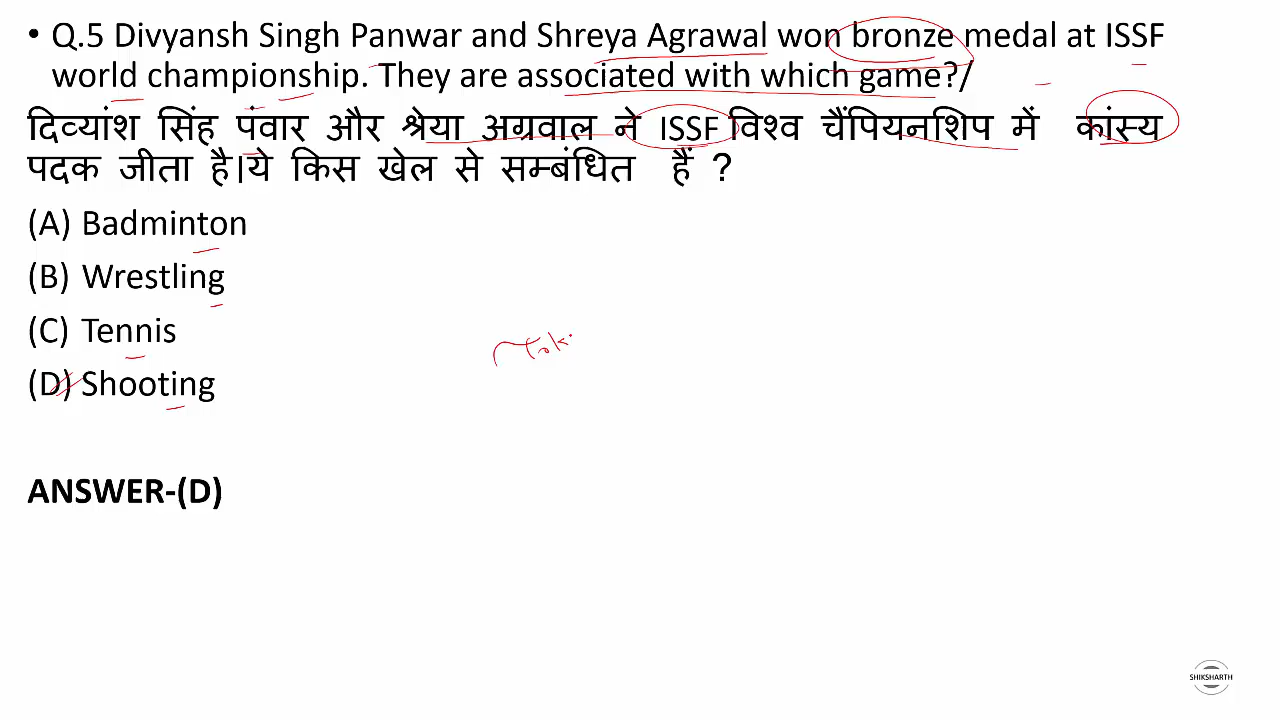 • Q.5 Divyansh Singh Panwar and Shreya Agrawal won bronze medal at ISSF
world championship. They are associated with which game?/
दिव्यांश सिंह पंवार और श्रेया अग्रवाल ने ISSF विश्व चैंपियनशिप में कांस्य
पदक जीता है।ये किस खेल से सम्बंधित हैं ?
(A) Badminton
(B) Wrestling
(C) Tennis
(D) Shooting
ANSWER-(D)
SHIKSHARTH